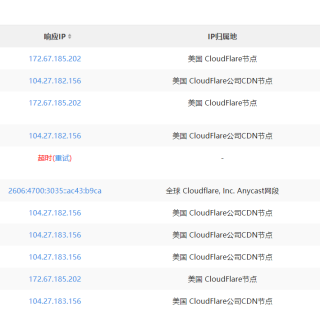 响应IP IP归属地
172.67.185.202 美国 CloudFlare节点
104.27.182.156 美国 CloudFlare公司CDN节点
172.67.185.202 美国 CloudFlare节点
104.27.182.156 美国 CloudFlare公司CDN节点
超时(重试) -
2606:4700:3035::ac43:b9ca 全球 Cloudflare, Inc. Anycast网段
104.27.182.156 美国 CloudFlare公司CDN节点
104.27.183.156 美国 CloudFlare公司CDN节点
104.27.183.156 美国 CloudFlare公司CDN节点
172.67.185.202 美国 CloudFlare节点
104.27.183.156 美国 CloudFlare公司CDN节点